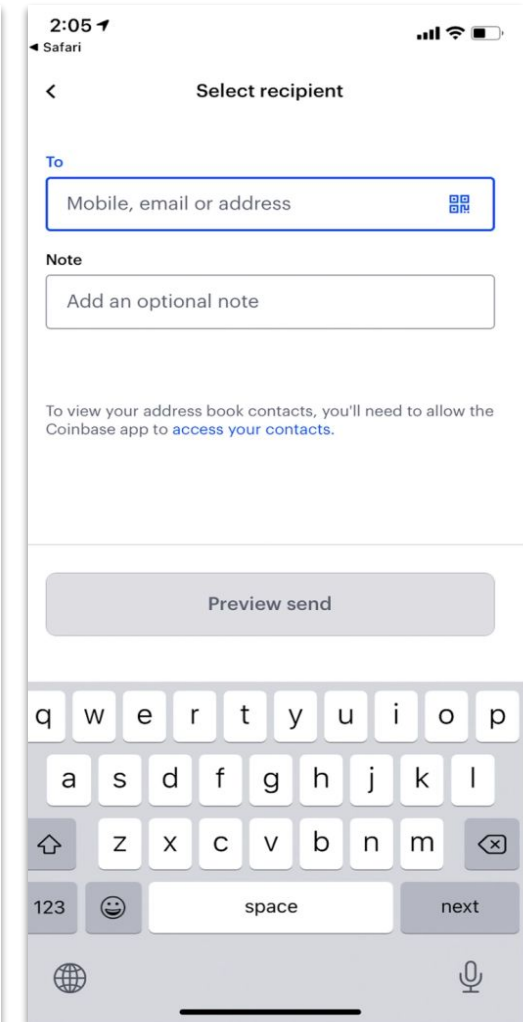 2:05
Safari
Select recipient
To
Mobile, email or address
Note
Add an optional note
To view your address book contacts, you'll need to allow the
Coinbase app to access your contacts.
Preview send
q w e r t y u i o p
a s d f g h j k l
z x c v b n m
123 space next